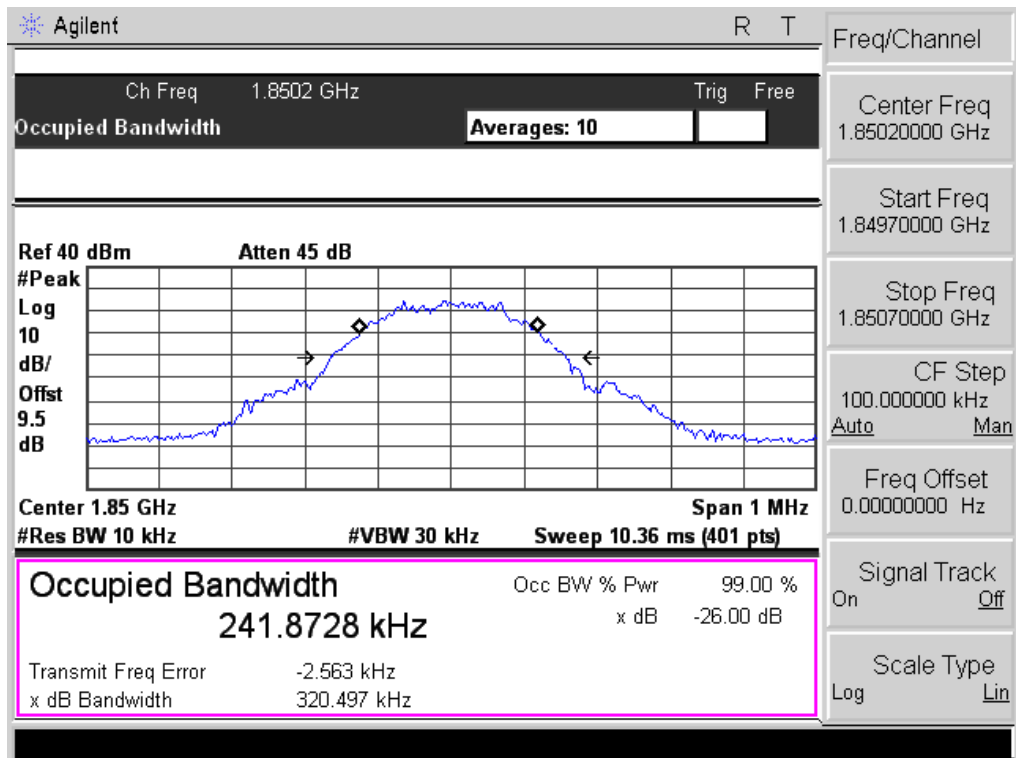 Agilent R T
Freq/Channel
Ch Freq 1.8502 GHz Trig Free
Occupied Bandwidth Averages: 10
Center Freq
1.85020000 GHz
Start Freq
1.84970000 GHz
Stop Freq
1.85070000 GHz
CF Step
100.000000 kHz
Auto Man
Freq Offset
0.00000000 Hz
Signal Track
On Off
Scale Type
Log Lin
Ref 40 dBm Atten 45 dB
#Peak
Log
10
dB/
Offst
9.5
dB
Center 1.85 GHz Span 1 MHz
#Res BW 10 kHz #VBW 30 kHz Sweep 10.36 ms (401 pts)
Occupied Bandwidth Occ BW % Pwr 99.00 %
241.8728 kHz x dB -26.00 dB
Transmit Freq Error -2.563 kHz
x dB Bandwidth 320.497 kHz